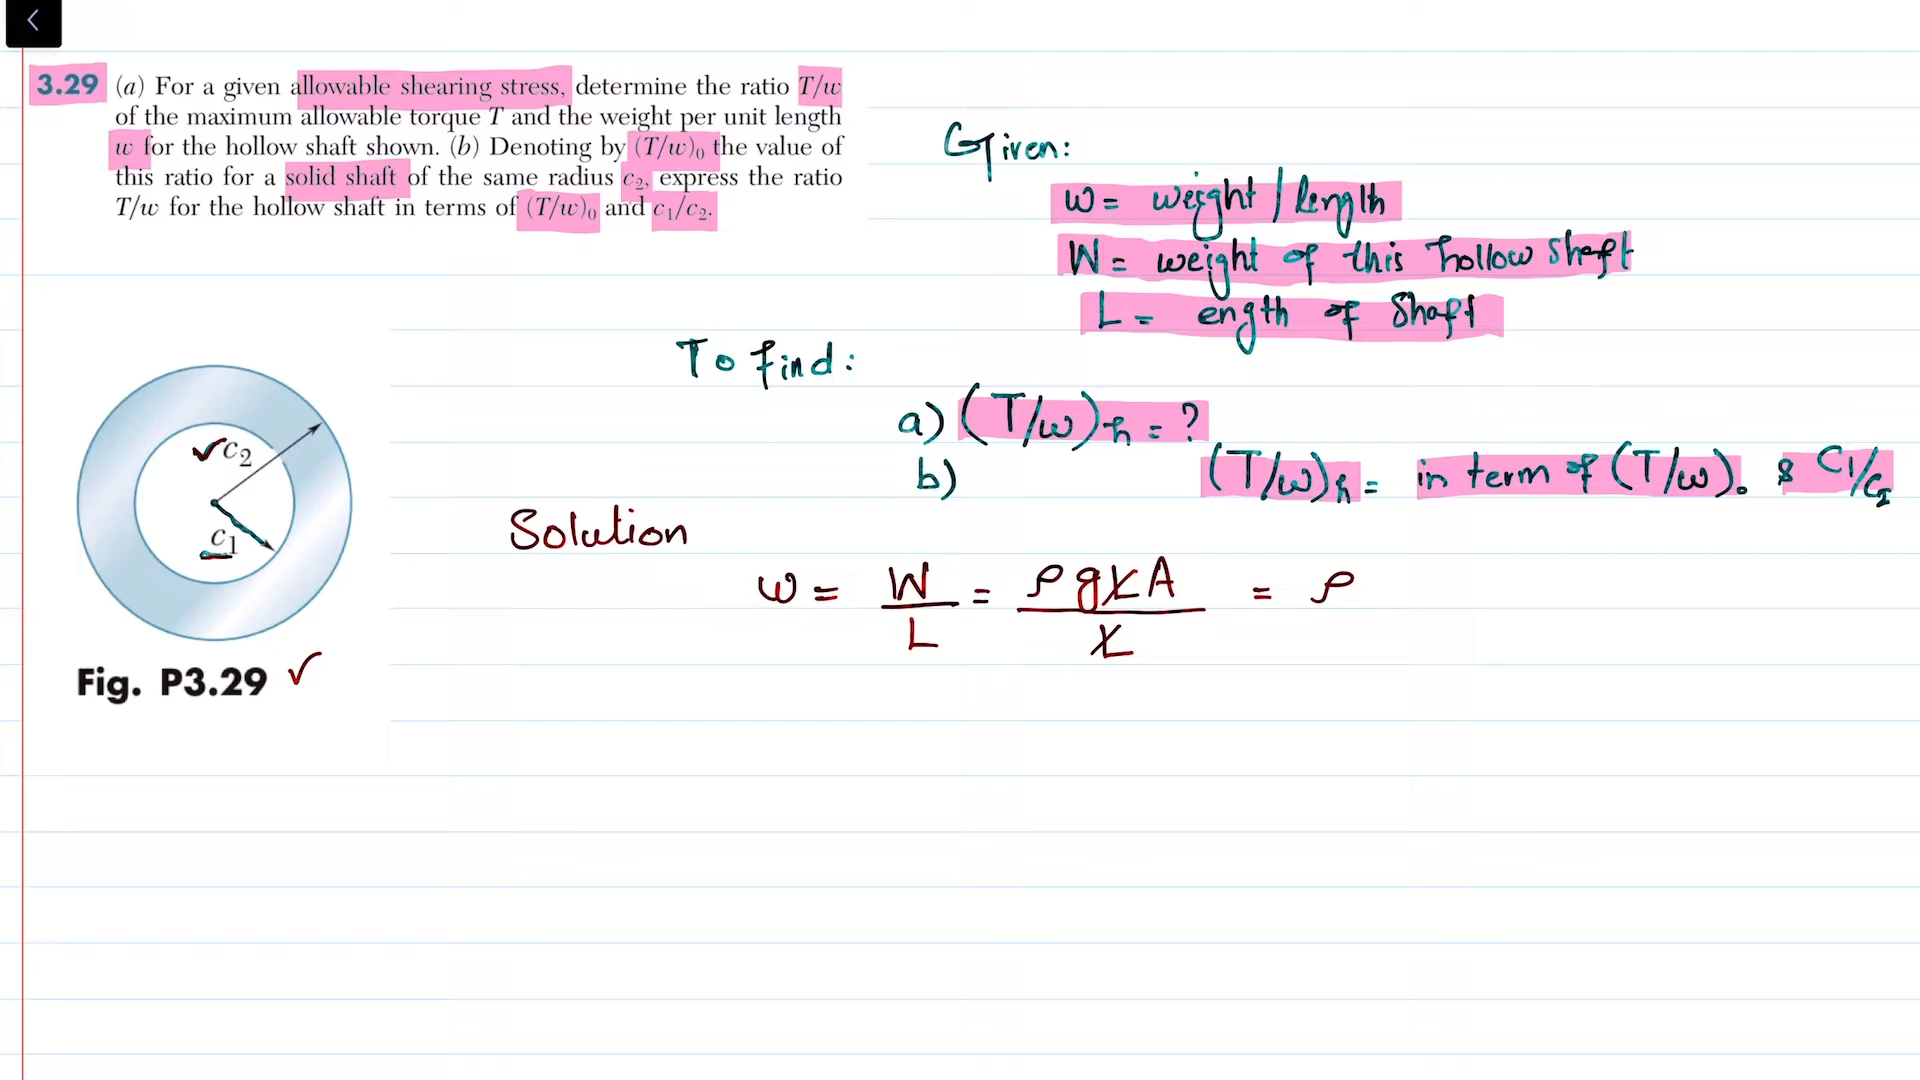 3.29 (a) For a given allowable shearing stress, determine the ratio T/w
of the maximum allowable torque T and the weight per unit length
w for the hollow shaft shown. (b) Denoting by (T/w)₀ the value of
this ratio for a solid shaft of the same radius c₂, express the ratio
T/w for the hollow shaft in terms of (T/w)₀ and c₁/c₂.
Given:
w = weight / length
W = weight of this hollow shaft
L = ength of shaft
To find:
a) (T/w)h = ?
b) (T/w)h = in term of (T/w)₀ & C1/C2
c₂
c₁
Fig. P3.29 ✓
Solution
w = W/L = ρgLA/L = ρ